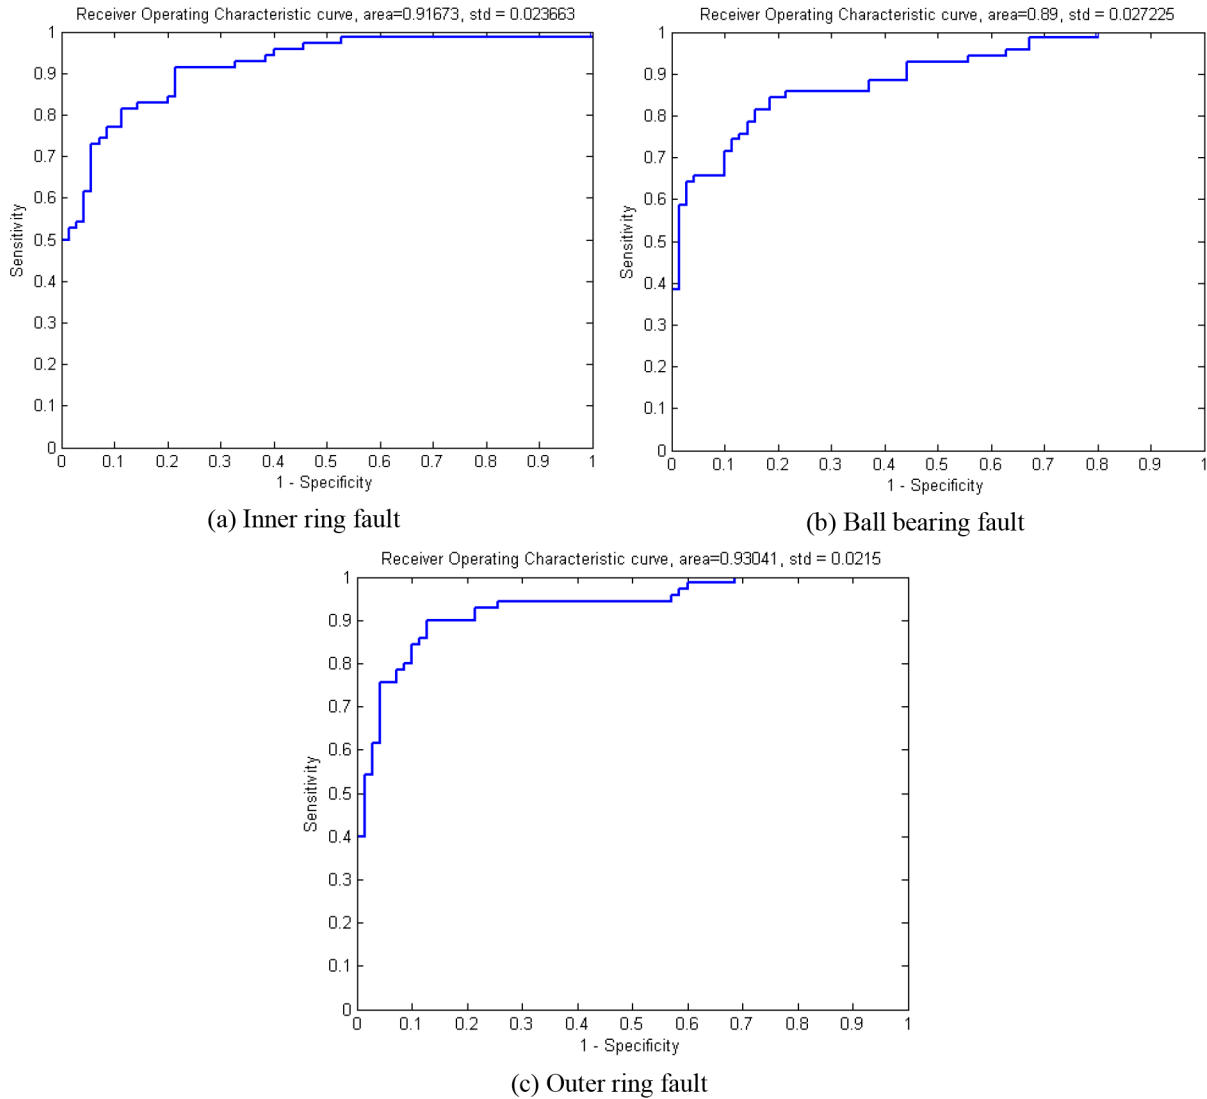 Receiver Operating Characteristic curve, area=0.91673, std = 0.023663
1
0.9
0.8
0.7
0.6
0.5
0.4
0.3
0.2
0.1
0
Sensitivity
0 0.1 0.2 0.3 0.4 0.5 0.6 0.7 0.8 0.9 1
1 - Specificity
(a) Inner ring fault
Receiver Operating Characteristic curve, area=0.89, std = 0.027225
1
0.9
0.8
0.7
0.6
0.5
0.4
0.3
0.2
0.1
0
Sensitivity
0 0.1 0.2 0.3 0.4 0.5 0.6 0.7 0.8 0.9 1
1 - Specificity
(b) Ball bearing fault
Receiver Operating Characteristic curve, area=0.93041, std = 0.0215
1
0.9
0.8
0.7
0.6
0.5
0.4
0.3
0.2
0.1
0
Sensitivity
0 0.1 0.2 0.3 0.4 0.5 0.6 0.7 0.8 0.9 1
1 - Specificity
(c) Outer ring fault